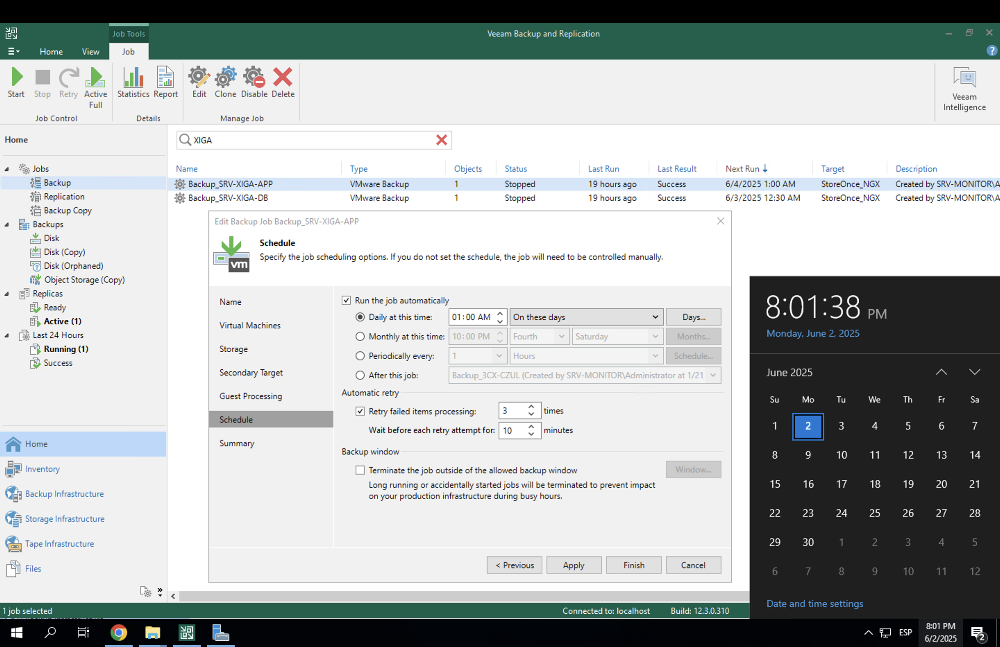 Job Tools
Veeam Backup and Replication
Home View Job
Start
Stop
Retry
Active Full
Statistics
Report
Edit
Clone
Disable
Delete
Veeam Intelligence
Job Control
Details
Manage Job
Home
Jobs
Backup
Replication
Backup Copy
Backups
Disk
Disk (Copy)
Disk (Orphaned)
Object Storage (Copy)
Replicas
Ready
Active (1)
Last 24 Hours
Running (1)
Success
Home
Inventory
Backup Infrastructure
Storage Infrastructure
Tape Infrastructure
Files
XIGA
Name Type Objects Status Last Run Last Result Next Run Target Description
Backup_SRV-XIGA-APP VMware Backup 1 Stopped 19 hours ago Success 6/4/2025 1:00 AM StoreOnce_NGX Created by SRV-MONITOR\A
Backup_SRV-XIGA-DB VMware Backup 1 Stopped 19 hours ago Success 6/3/2025 12:30 AM StoreOnce_NGX Created by SRV-MONITOR\A
Edit Backup Job Backup_SRV-XIGA-APP
vm
Schedule
Specify the job scheduling options. If you do not set the schedule, the job will need to be controlled manually.
Name
Virtual Machines
Storage
Secondary Target
Guest Processing
Schedule
Summary
Run the job automatically
Daily at this time: 01:00 AM On these days Days...
Monthly at this time: 10:00 PM Fourth Saturday Months...
Periodically every: 1 Hours Schedule...
After this job: Backup_3CX-CZUL (Created by SRV-MONITOR\Administrator at 1/21
Automatic retry
Retry failed items processing: 3 times
Wait before each retry attempt for: 10 minutes
Backup window
Terminate the job outside of the allowed backup window Window...
Long running or accidentally started jobs will be terminated to prevent impact
on your production infrastructure during busy hours.
< Previous Apply Finish Cancel
8:01:38 PM
Monday, June 2, 2025
June 2025
Su Mo Tu We Th Fr Sa
1 2 3 4 5 6 7
8 9 10 11 12 13 14
15 16 17 18 19 20 21
22 23 24 25 26 27 28
29 30 1 2 3 4 5
6 7 8 9 10 11 12
Date and time settings
1 job selected
Connected to: localhost
Build: 12.3.0.310
ESP
8:01 PM
6/2/2025
2